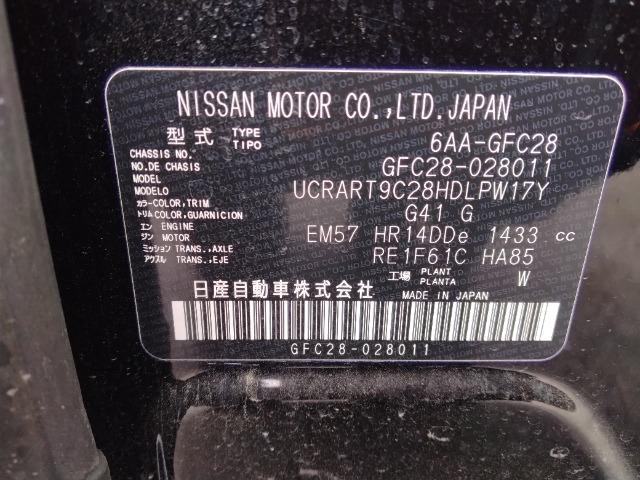 NISSAN MOTOR CO.,LTD.JAPAN
型式 TYPE TIPO 6AA-GFC28
CHASSIS NO. NO.DE CHASIS GFC28-028011
MODEL MODELO UCRART9C28HDLPW17Y
カラー COLOR,TRIM トリム COLOR,GUARNICION G41 G
エンジン ENGINE MOTOR EM57 HR14DDe 1433 cc
ミッション TRANS.,AXLE アクスル TRANS.,EJE RE1F61C HA85
工場 PLANT PLANTA W
日産自動車株式会社 MADE IN JAPAN
GFC28-028011